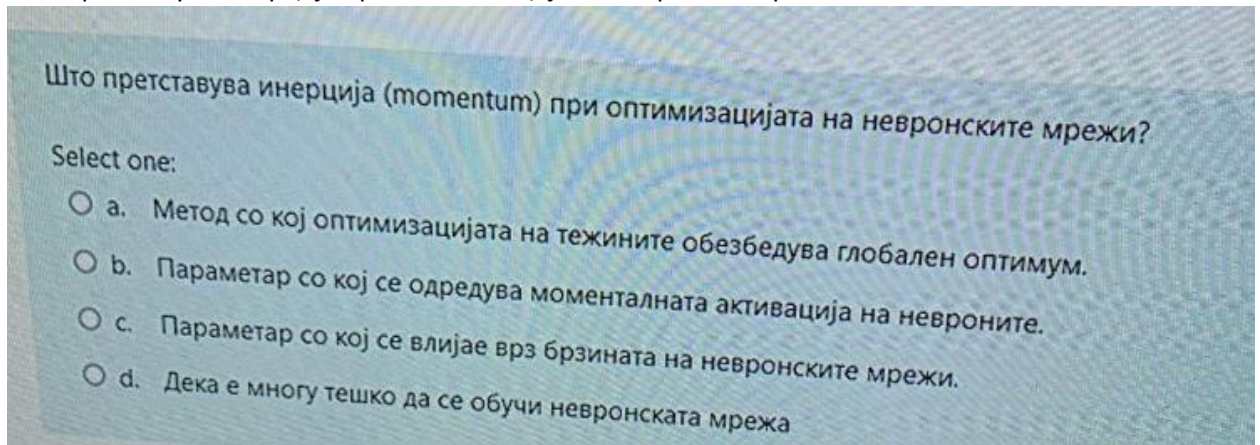 Што претставува инерција (momentum) при оптимизацијата на невронските мрежи?
Select one:
a. Метод со кој оптимизацијата на тежините обезбедува глобален оптимум.
b. Параметар со кој се одредува моменталната активација на невроните.
c. Параметар со кој се влијае врз брзината на невронските мрежи.
d. Дека е многу тешко да се обучи невронската мрежа